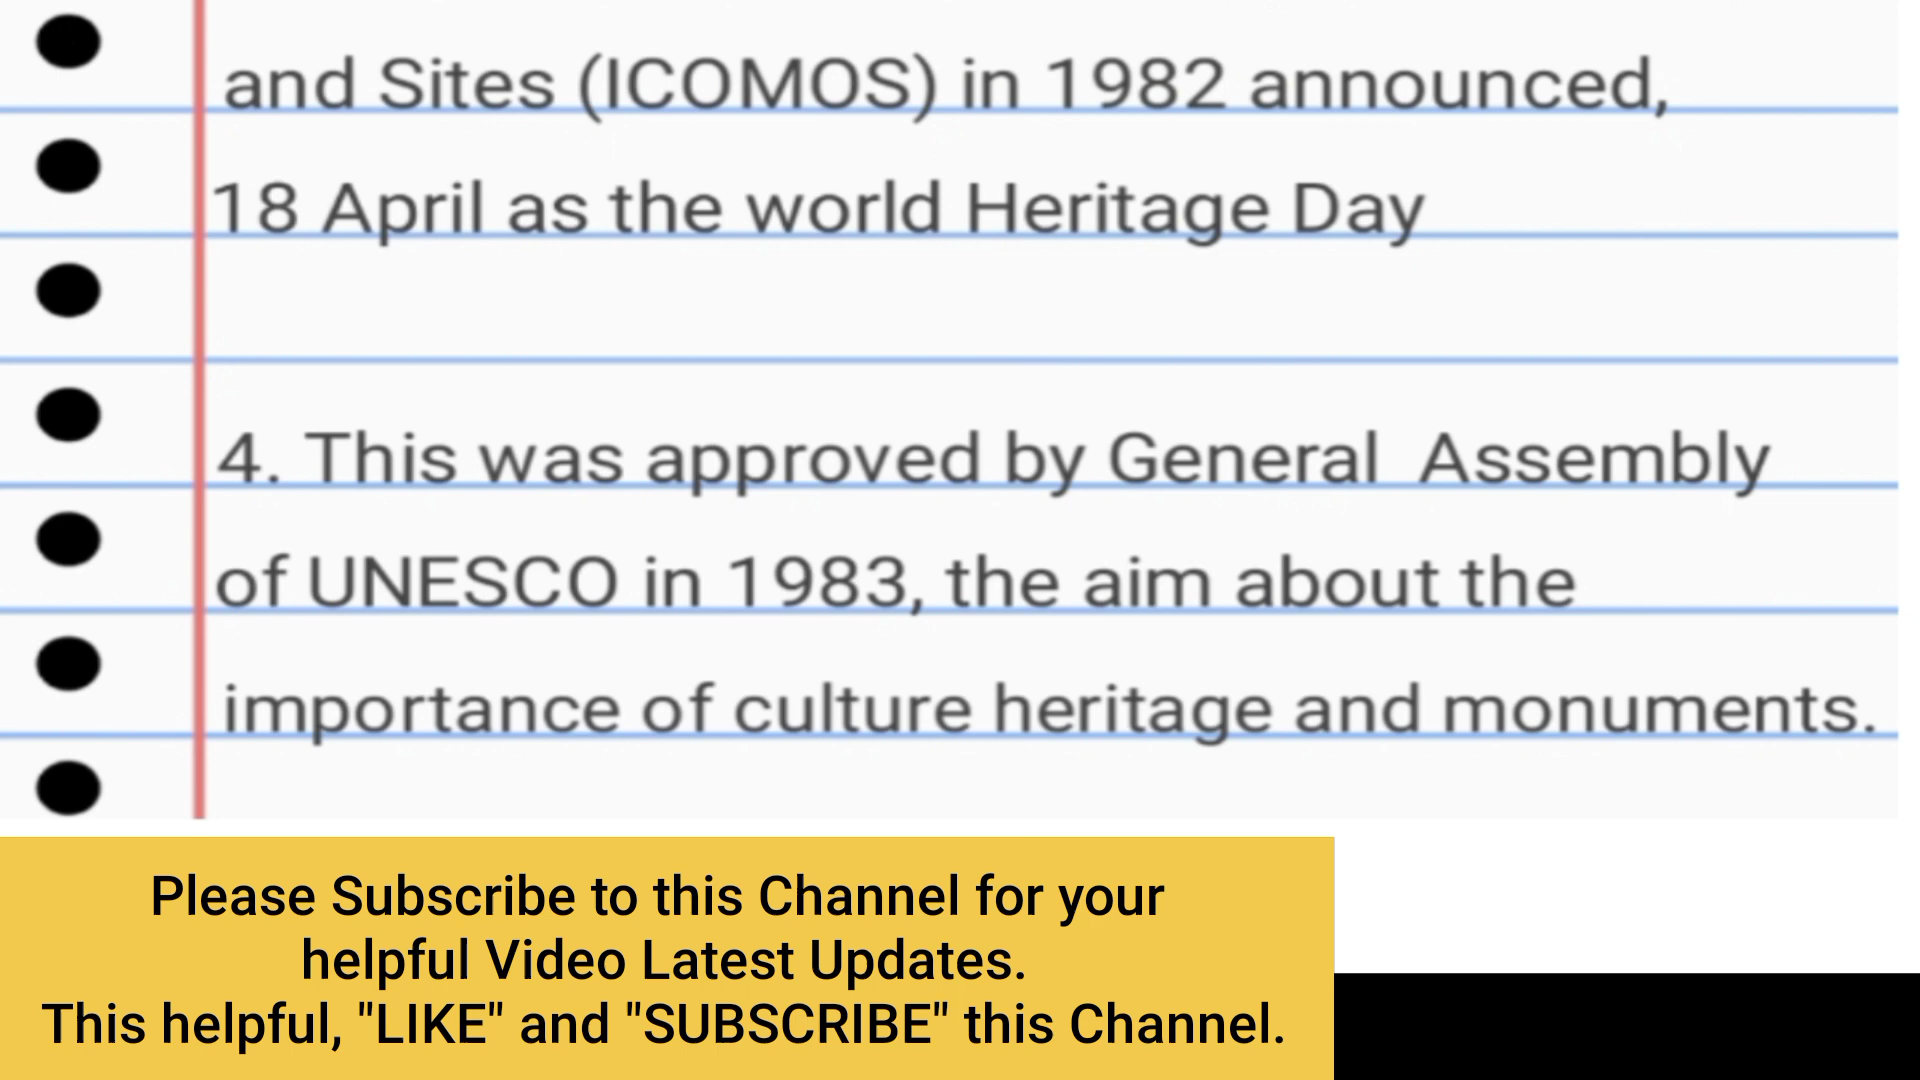 and Sites (ICOMOS) in 1982 announced,
18 April as the world Heritage Day
4. This was approved by General  Assembly
of UNESCO in 1983, the aim about the
importance of culture heritage and monuments.
Please Subscribe to this Channel for your
helpful Video Latest Updates.
This helpful, "LIKE" and "SUBSCRIBE" this Channel.